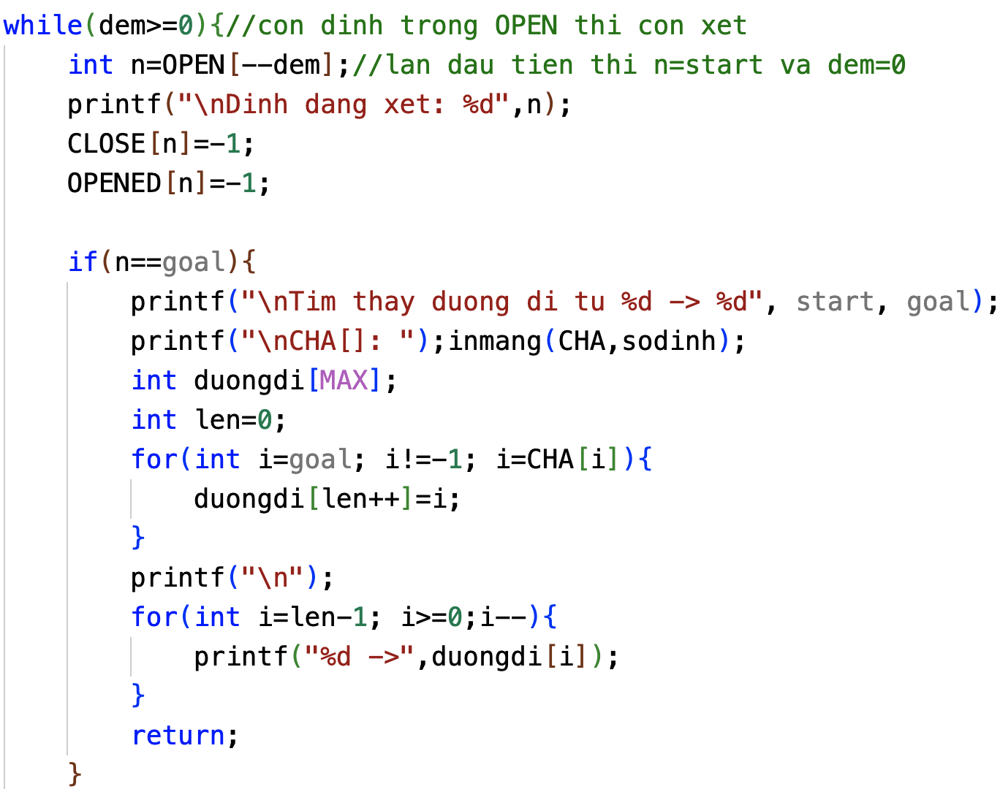 while(dem>=0){//con dinh trong OPEN thi con xet
    int n=OPEN[--dem];//lan dau tien thi n=start va dem=0
    printf("\nDinh dang xet: %d",n);
    CLOSE[n]=-1;
    OPENED[n]=-1;

    if(n==goal){
        printf("\nTim thay duong di tu %d -> %d", start, goal);
        printf("\nCHA[]: ");inmang(CHA,sodinh);
        int duongdi[MAX];
        int len=0;
        for(int i=goal; i!=-1; i=CHA[i]){
            duongdi[len++]=i;
        }
        printf("\n");
        for(int i=len-1; i>=0;i--){
            printf("%d ->",duongdi[i]);
        }
        return;
    }